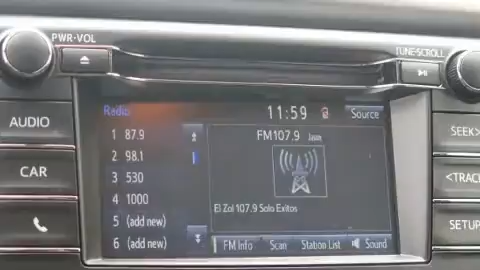 PWR•VOL
TUNE•SCROLL
Radio 11:59 Source
AUDIO
1 87.9
FM107.9
SEEK>
2 98.1
CAR
3 530
<TRACK
4 1000
5 (add new)
El Zol 107.9 Solo Exitos
SETUP
6 (add new)
FM Info Scan Station List Sound